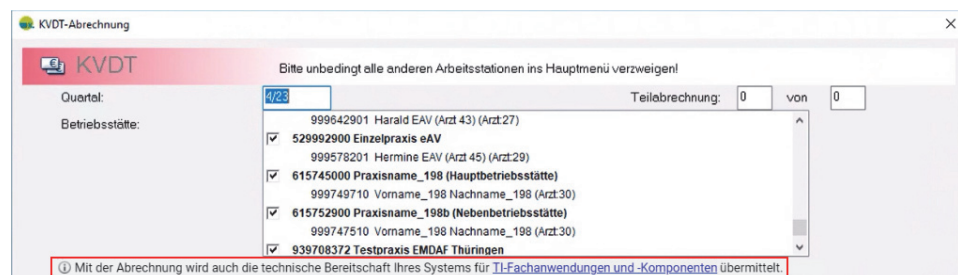 KVDT-Abrechnung
KVDT
Bitte unbedingt alle anderen Arbeitsstationen ins Hauptmenü verzweigen!
Quartal: 4/23 Teilabrechnung: 0 von 0
Betriebsstätte:
999642901 Harald EAV (Arzt 43) (Arzt:27)
529992900 Einzelpraxis eAV
999578201 Hermine EAV (Arzt 45) (Arzt:29)
615745000 Praxisname_198 (Hauptbetriebsstätte)
999749710 Vorname_198 Nachname_198 (Arzt:30)
615752900 Praxisname_198b (Nebenbetriebsstätte)
999747510 Vorname_198 Nachname_198 (Arzt:30)
939708372 Testpraxis EMDAF Thüringen
Mit der Abrechnung wird auch die technische Bereitschaft Ihres Systems für TI-Fachanwendungen und -Komponenten übermittelt.